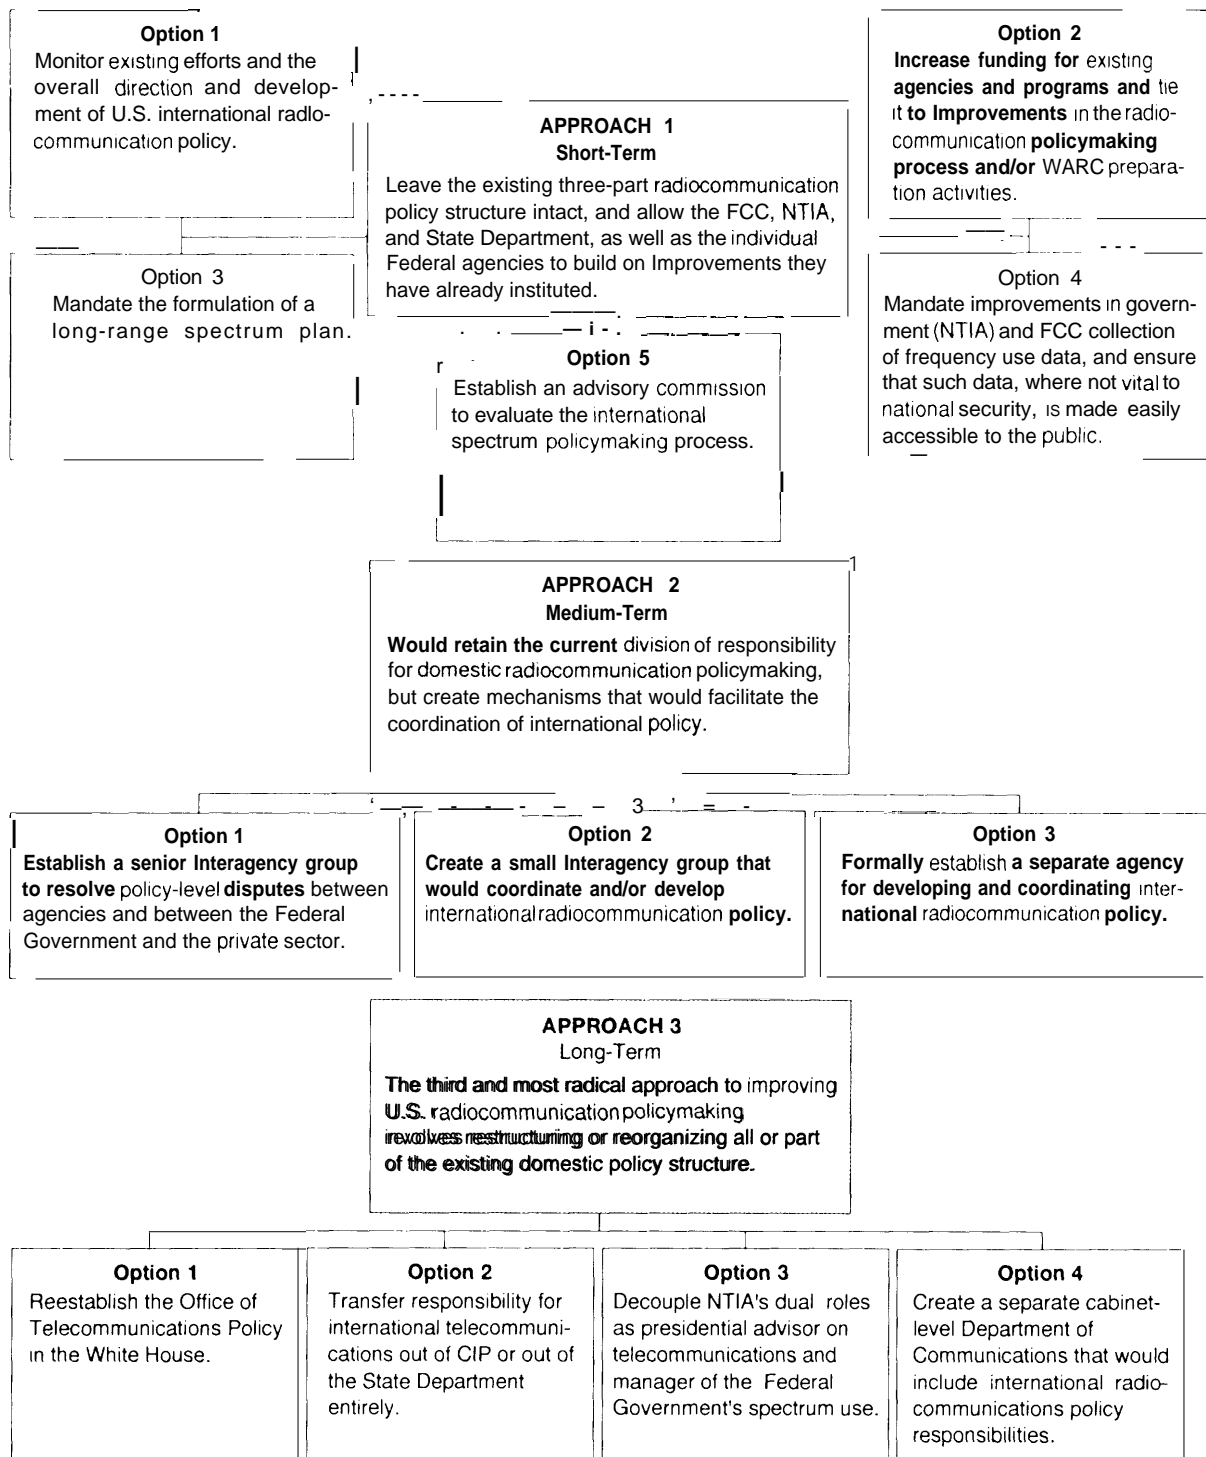 Option 1
Monitor existing efforts and the
overall direction and develop-
ment of U.S. international radio-
communication policy.
Option 2
Increase funding for existing
agencies and programs and tie
it to Improvements in the radio-
communication policymaking
process and/or WARC prepara-
tion activities.
APPROACH 1
Short-Term
Leave the existing three-part radiocommunication
policy structure intact, and allow the FCC, NTIA,
and State Department, as well as the individual
Federal agencies to build on Improvements they
have already instituted.
Option 3
Mandate the formulation of a
long-range spectrum plan.
Option 4
Mandate improvements in govern-
ment (NTIA) and FCC collection
of frequency use data, and ensure
that such data, where not vital to
national security, is made easily
accessible to the public.
Option 5
Establish an advisory commission
to evaluate the international
spectrum policymaking process.
APPROACH 2
Medium-Term
Would retain the current division of responsibility
for domestic radiocommunication policymaking,
but create mechanisms that would facilitate the
coordination of international policy.
Option 1
Establish a senior Interagency group
to resolve policy-level disputes between
agencies and between the Federal
Government and the private sector.
Option 2
Create a small Interagency group that
would coordinate and/or develop
international radiocommunication policy.
Option 3
Formally establish a separate agency
for developing and coordinating inter-
national radiocommunication policy.
APPROACH 3
Long-Term
The third and most radical approach to improving
U.S. radiocommunication policymaking
involves restructuring or reorganizing all or part
of the existing domestic policy structure.
Option 1
Reestablish the Office of
Telecommunications Policy
in the White House.
Option 2
Transfer responsibility for
international telecommuni-
cations out of CIP or out of
the State Department
entirely.
Option 3
Decouple NTIA's dual roles
as presidential advisor on
telecommunications and
manager of the Federal
Government's spectrum use.
Option 4
Create a separate cabinet-
level Department of
Communications that would
include international radio-
communications policy
responsibilities.